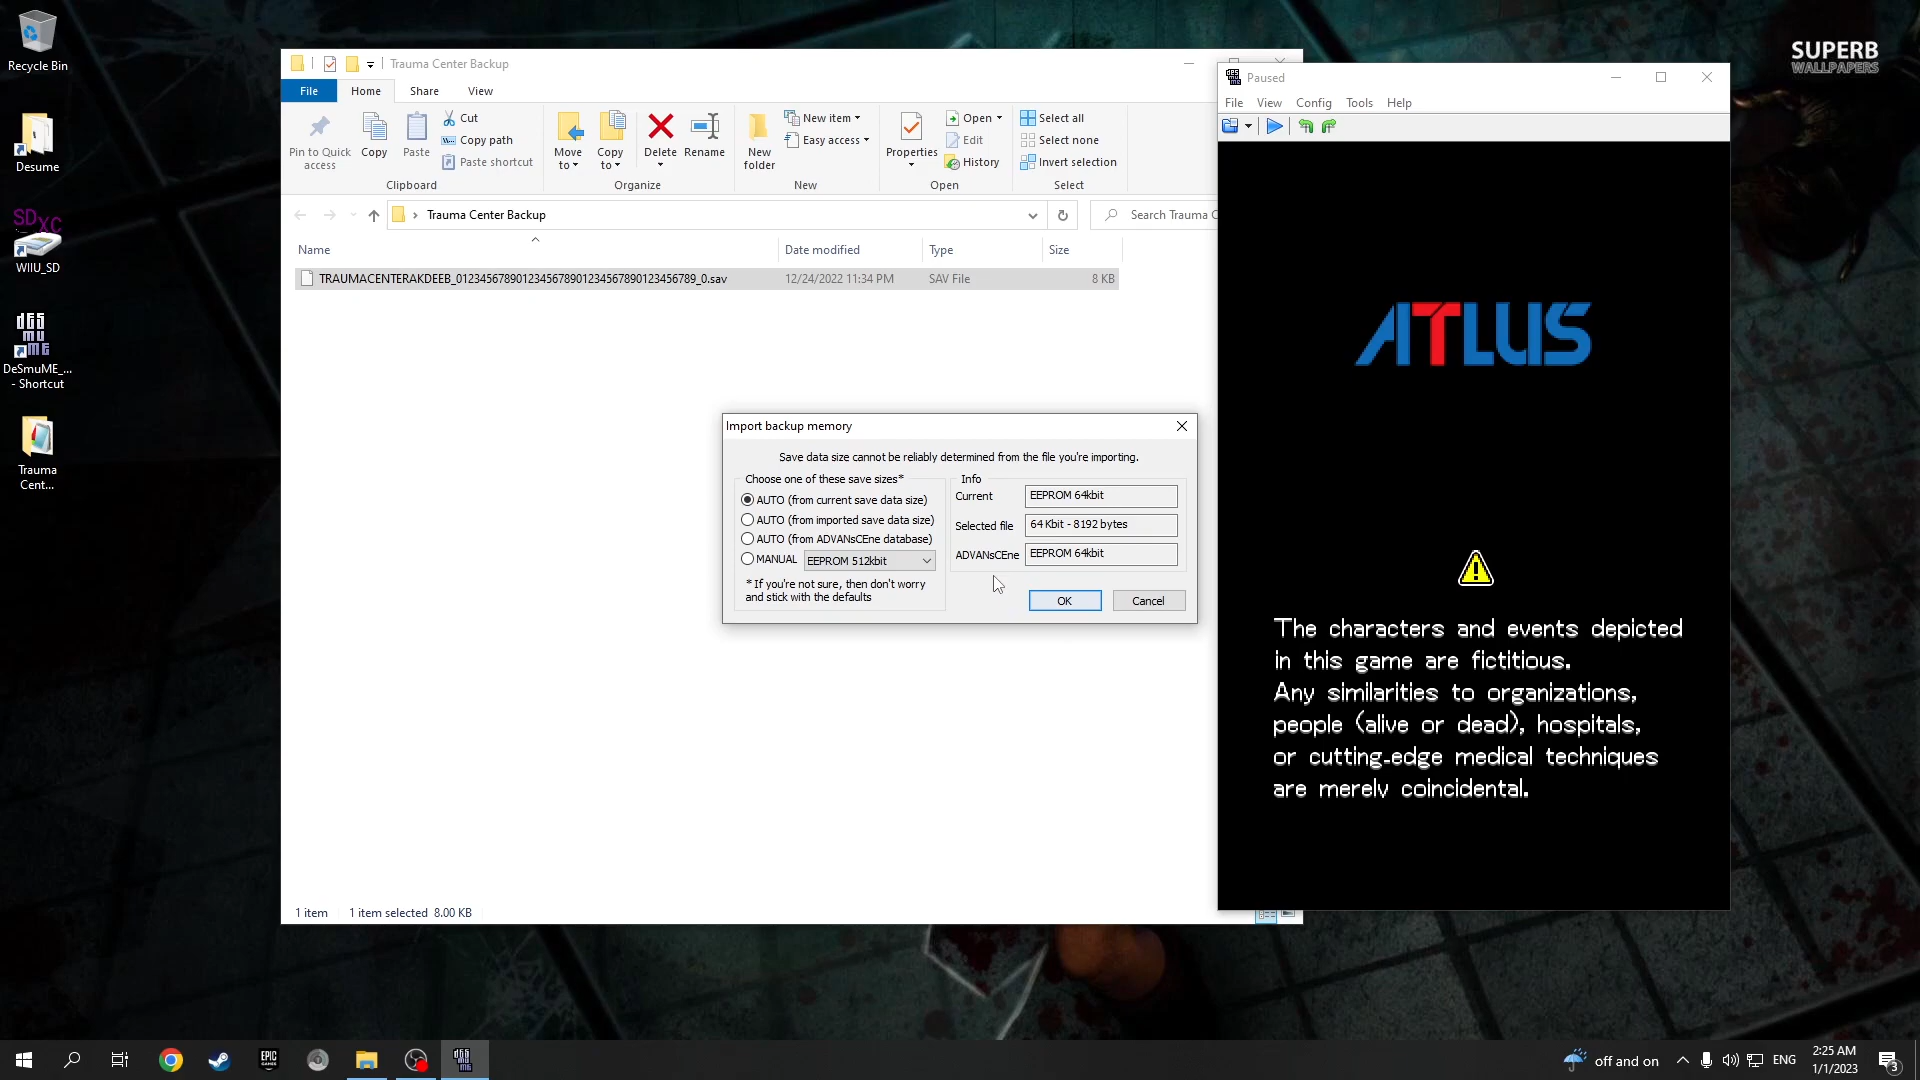 Recycle Bin
Desume
SDXC
WIIU_SD
DeSmuME_...
- Shortcut
Trauma
Cent...
SUPERB
WALLPAPERS
Trauma Center Backup
File Home Share View
Pin to Quick
access
Copy
Paste
Cut
Copy path
Paste shortcut
Clipboard
Move
to
Copy
to
Delete
Rename
Organize
New
folder
New item
Easy access
New
Properties
Open
Edit
History
Open
Select all
Select none
Invert selection
Select
Trauma Center Backup
Search Trauma C
Name Date modified Type Size
TRAUMACENTERAKDEEB_0123456789012345678901234567890123456789_0.sav 12/24/2022 11:34 PM SAV File 8 KB
1 item 1 item selected 8.00 KB
Import backup memory
Save data size cannot be reliably determined from the file you're importing.
Choose one of these save sizes*
AUTO (from current save data size)
AUTO (from imported save data size)
AUTO (from ADVANsCEne database)
MANUAL EEPROM 512kbit
* If you're not sure, then don't worry
and stick with the defaults
Info
Current EEPROM 64kbit
Selected file 64 Kbit - 8192 bytes
ADVANsCEne EEPROM 64kbit
OK Cancel
Paused
File View Config Tools Help
ATLUS
The characters and events depicted
in this game are fictitious.
Any similarities to organizations,
people (alive or dead), hospitals,
or cutting-edge medical techniques
are merely coincidental.
EPIC
GAMES
off and on
ENG
2:25 AM
1/1/2023
3